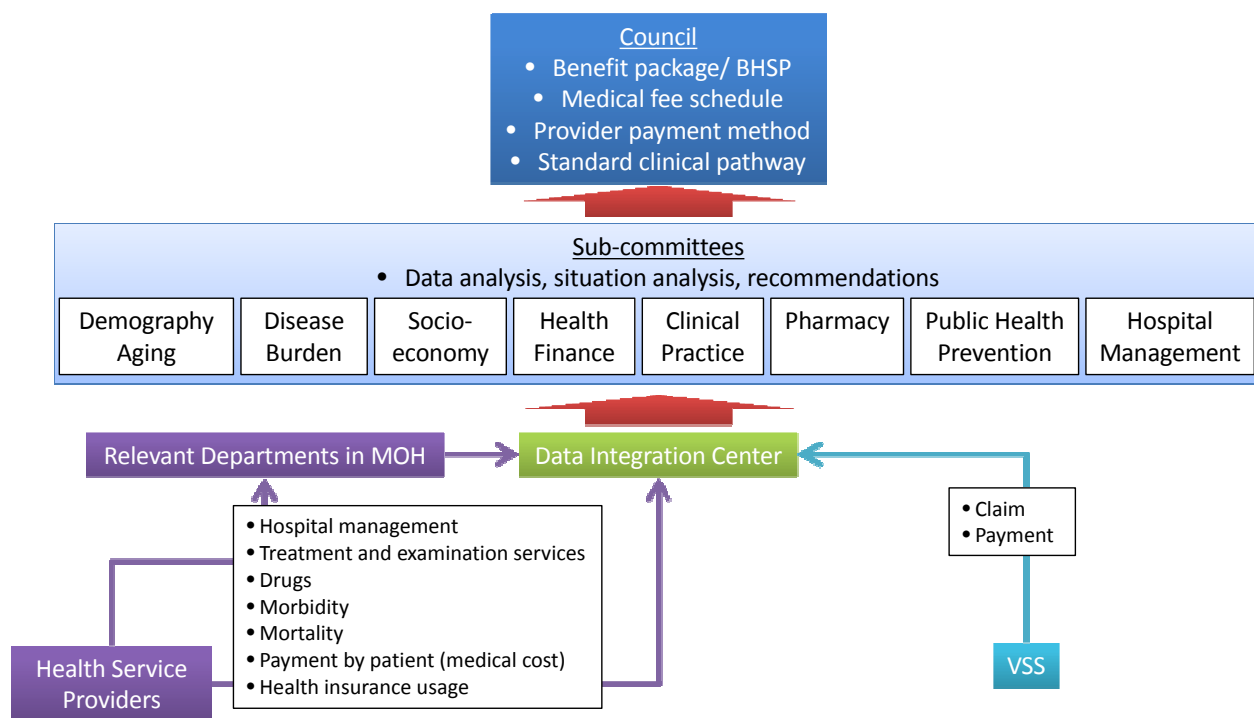 Council
• Benefit package/ BHSP
• Medical fee schedule
• Provider payment method
• Standard clinical pathway
Sub-committees
• Data analysis, situation analysis, recommendations
Demography
Aging
Disease
Burden
Socio-
economy
Health
Finance
Clinical
Practice
Pharmacy
Public Health
Prevention
Hospital
Management
Relevant Departments in MOH
Data Integration Center
• Claim
• Payment
• Hospital management
• Treatment and examination services
• Drugs
• Morbidity
• Mortality
• Payment by patient (medical cost)
• Health insurance usage
Health Service
Providers
VSS